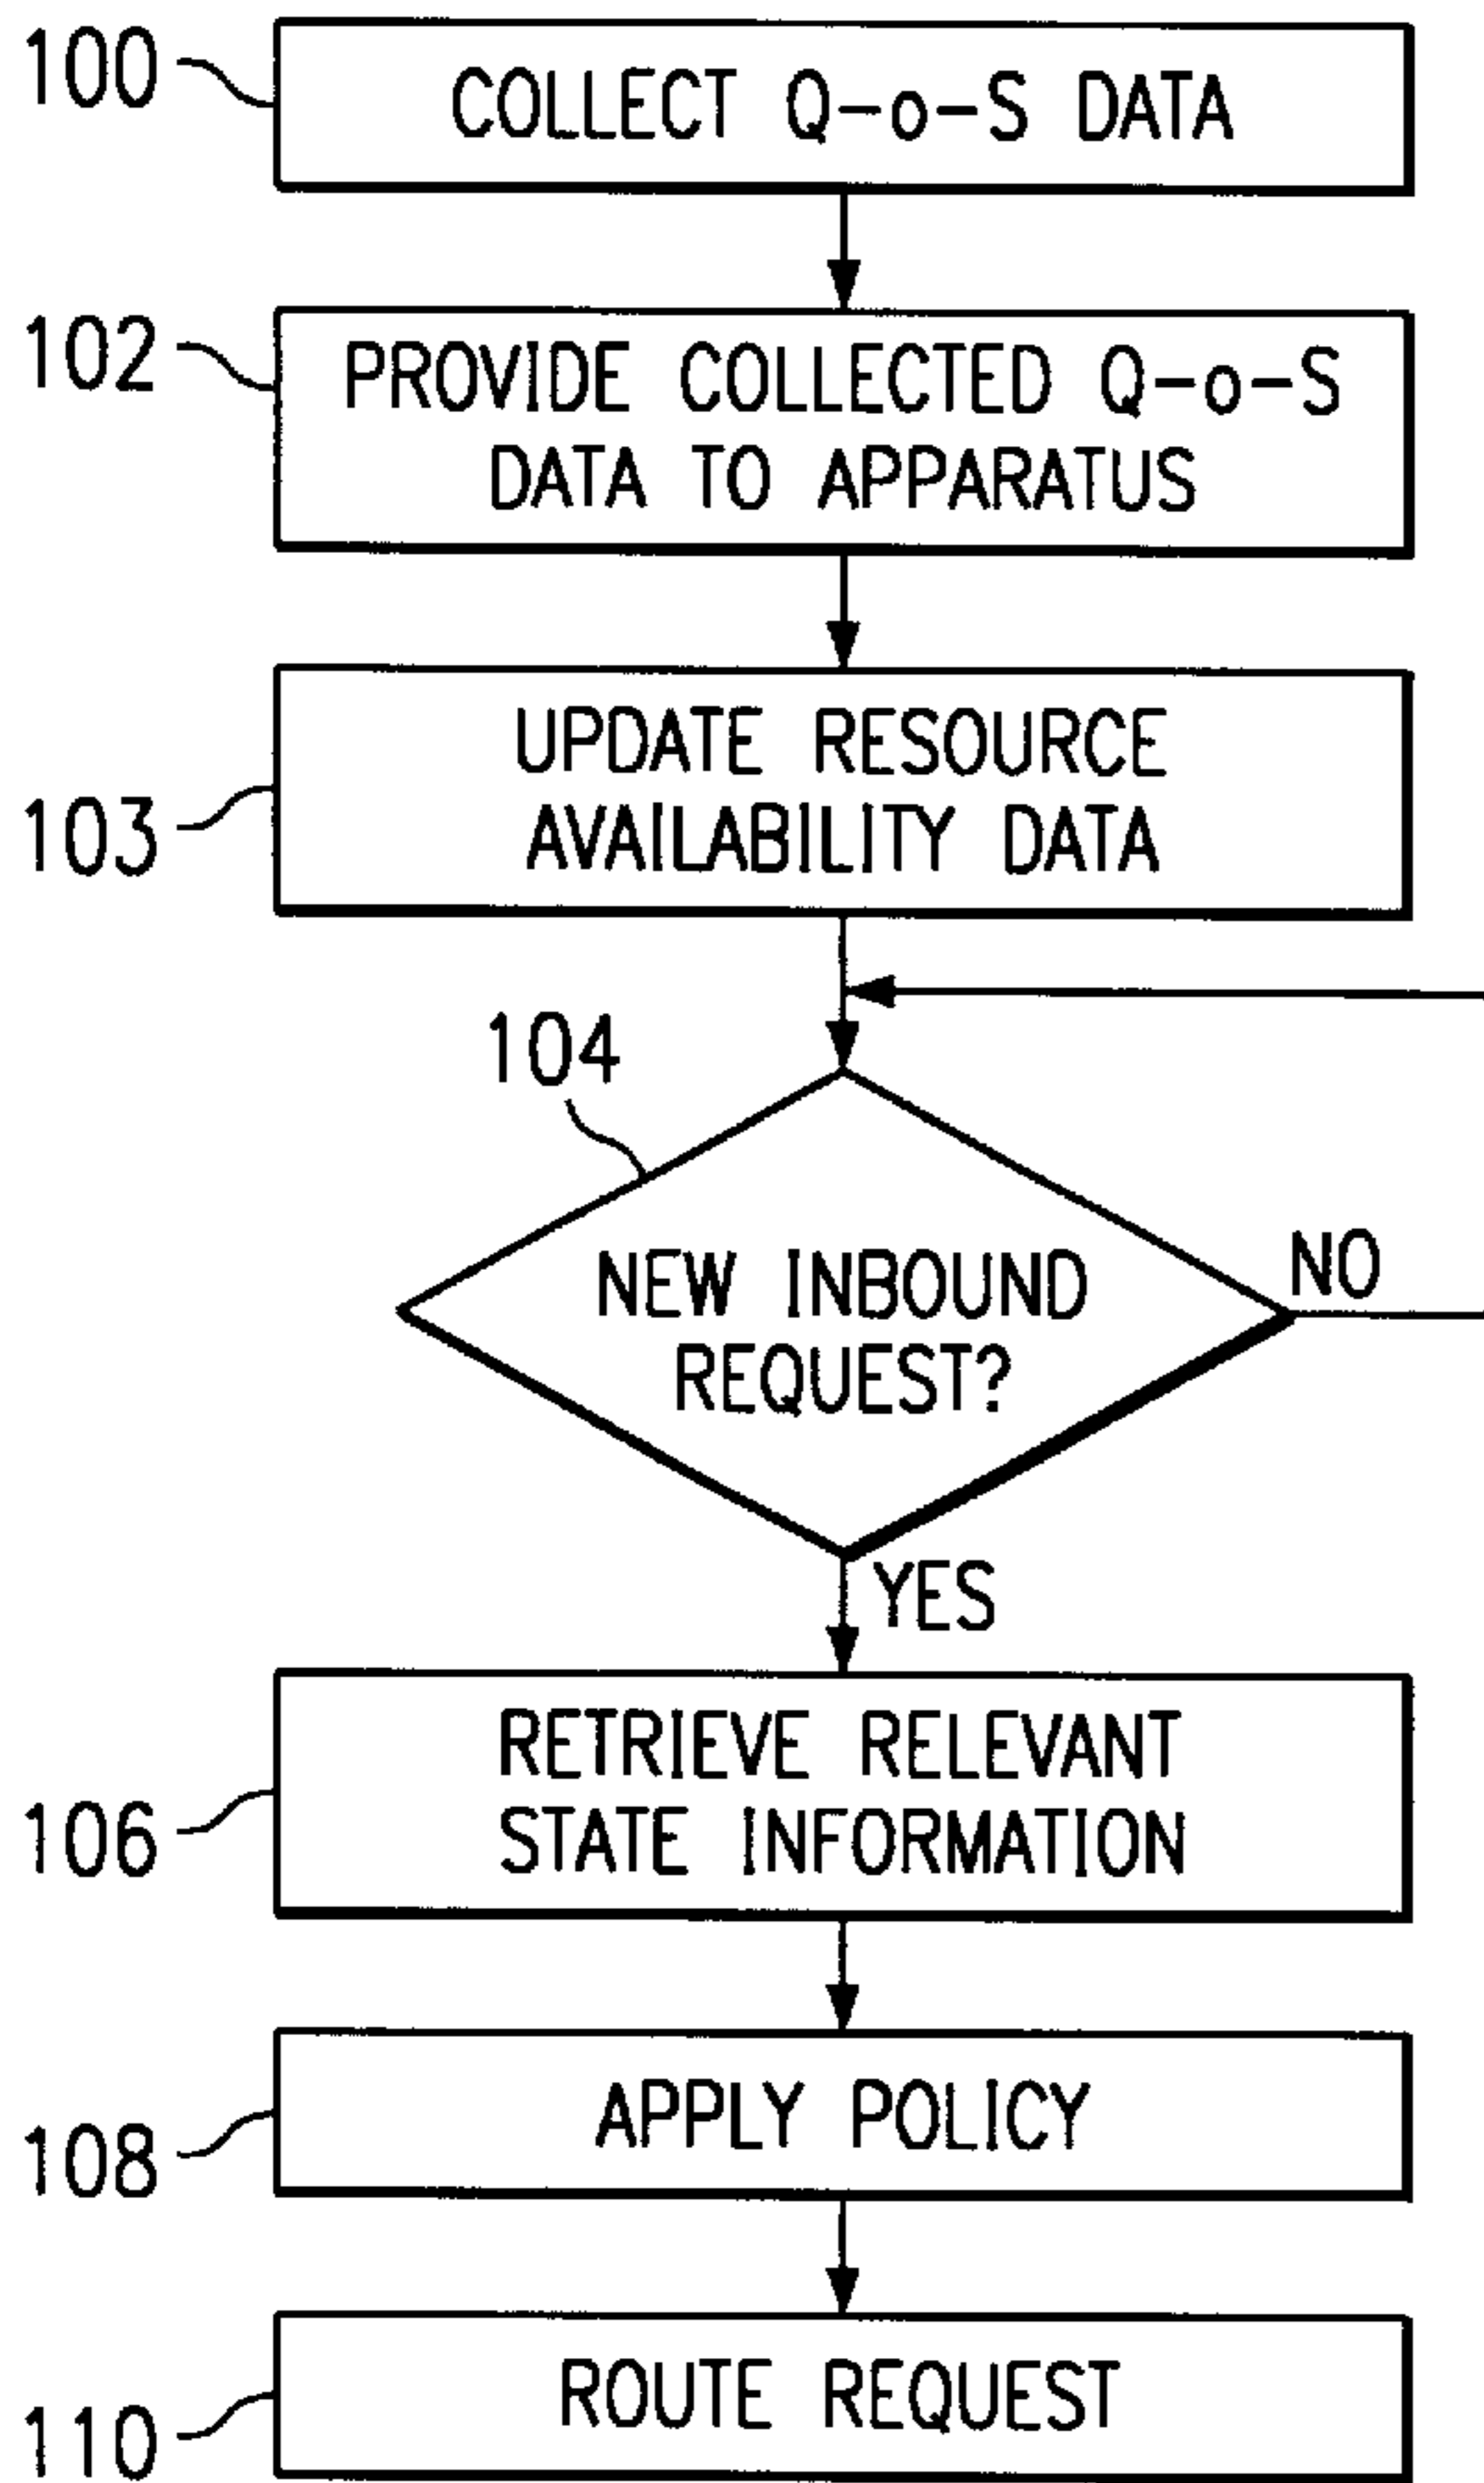 100
COLLECT Q-o-S DATA
102
PROVIDE COLLECTED Q-o-S
DATA TO APPARATUS
UPDATE RESOURCE
AVAILABILITY DATA
103
104
NEW INBOUND
REQUEST?
NO
YES
RETRIEVE RELEVANT
STATE INFORMATION
106
APPLY POLICY
108
ROUTE REQUEST
110